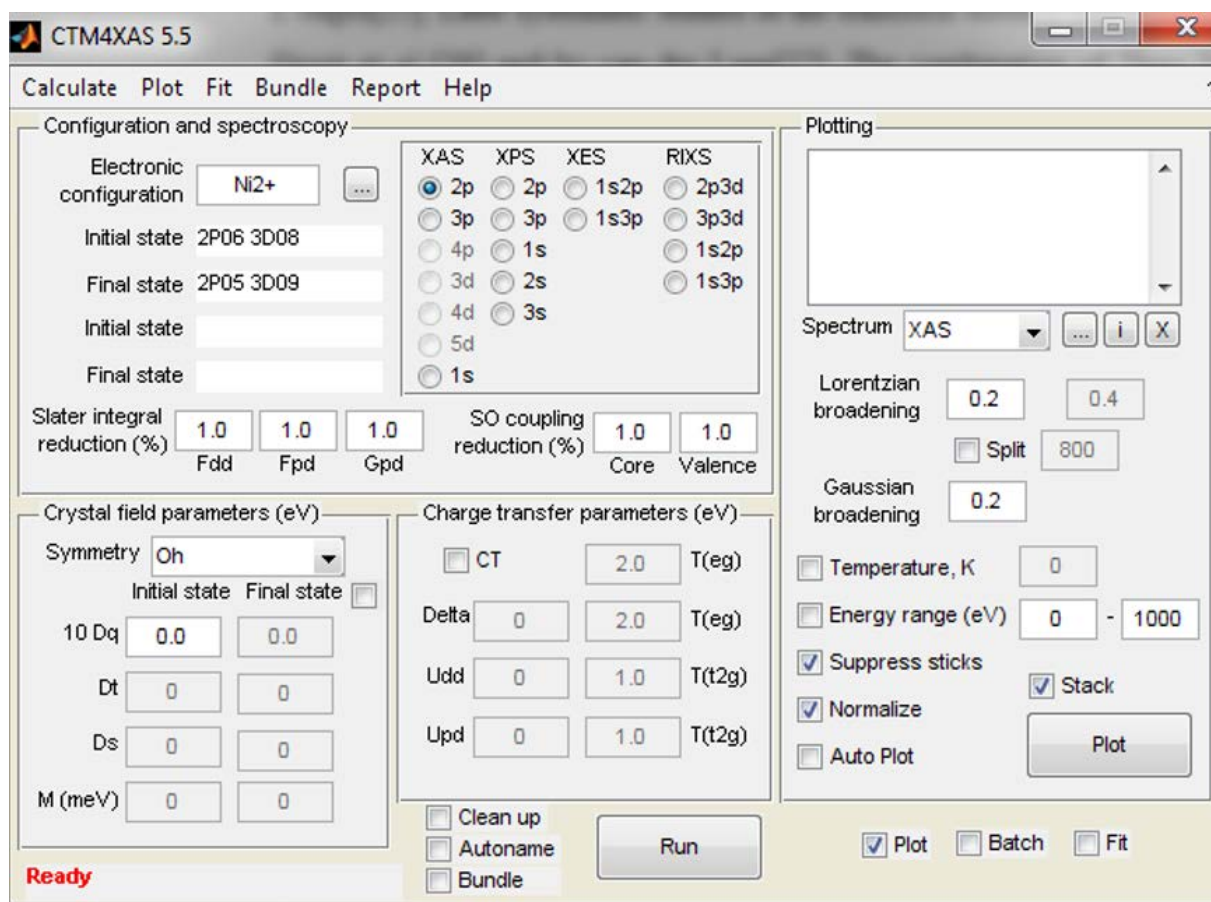 CTM4XAS 5.5
Calculate Plot Fit Bundle Report Help
Configuration and spectroscopy
Electronic
configuration
Ni2+
...
Initial state 2P06 3D08
Final state 2P05 3D09
Initial state
Final state
XAS XPS XES RIXS
2p 2p 1s2p 2p3d
3p 3p 1s3p 3p3d
4p 1s 1s2p
3d 2s 1s3p
4d 3s
5d
1s
Slater integral
reduction (%)
1.0 1.0 1.0
Fdd Fpd Gpd
SO coupling
reduction (%)
1.0 1.0
Core Valence
Crystal field parameters (eV)
Symmetry Oh
Initial state Final state
10 Dq 0.0 0.0
Dt 0 0
Ds 0 0
M (meV) 0 0
Ready
Charge transfer parameters (eV)
CT 2.0 T(eg)
Delta 0 2.0 T(eg)
Udd 0 1.0 T(t2g)
Upd 0 1.0 T(t2g)
Clean up
Autoname
Bundle
Run
Plotting
Spectrum XAS ... i X
Lorentzian
broadening
0.2 0.4
Split 800
Gaussian
broadening
0.2
Temperature, K 0
Energy range (eV) 0 - 1000
Suppress sticks
Stack
Normalize
Auto Plot
Plot
Plot Batch Fit